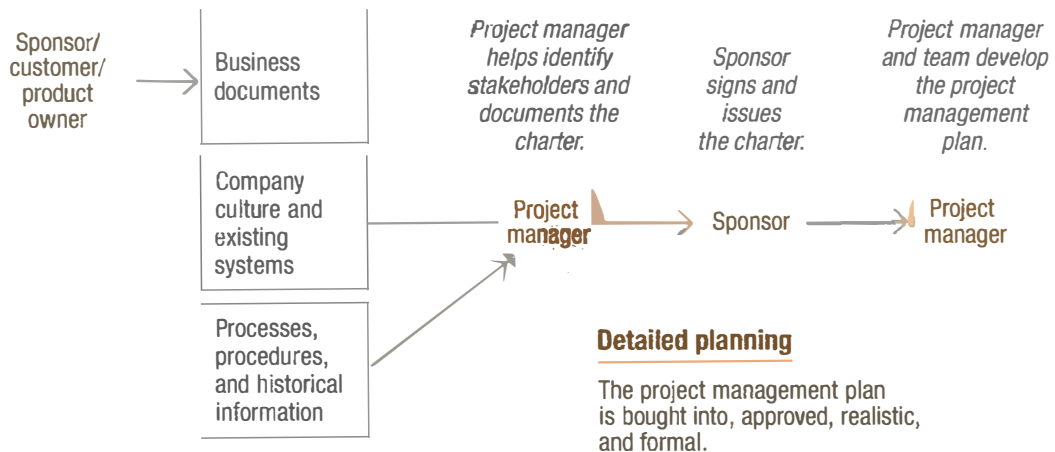 Sponsor/
customer/
product
owner
Business
documents
Company
culture and
existing
systems
Processes,
procedures,
and historical
information
Project manager
helps identify
stakeholders and
documents the
charter.
Project
manager
Sponsor
signs and
issues
the charter.
Sponsor
Project manager
and team develop
the project
management
plan.
Project
manager
Detailed planning
The project management plan
is bought into, approved, realistic,
and formal.